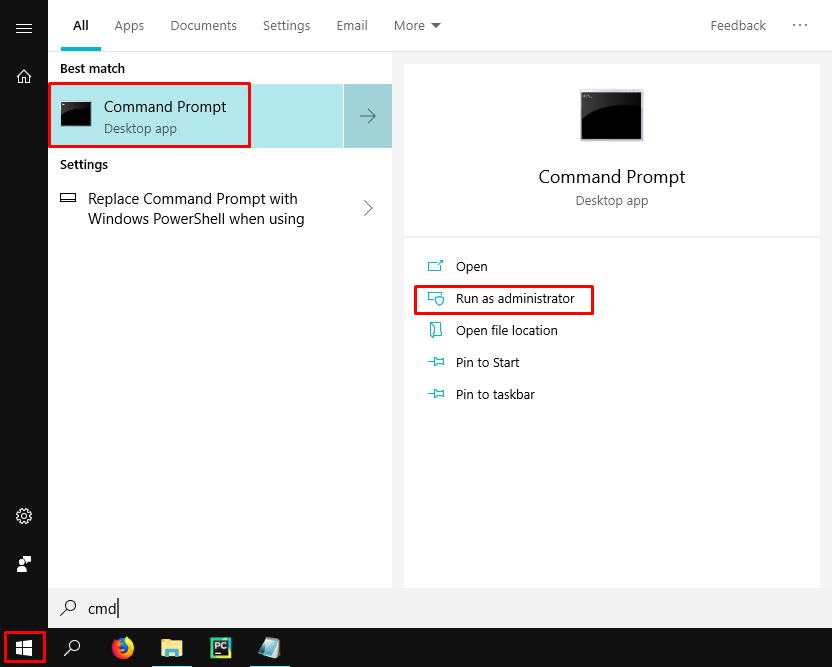 All Apps Documents Settings Email More Feedback
Best match
Command Prompt
Desktop app
Settings
Replace Command Prompt with
Windows PowerShell when using
Command Prompt
Desktop app
Open
Run as administrator
Open file location
Pin to Start
Pin to taskbar
cmd
PC